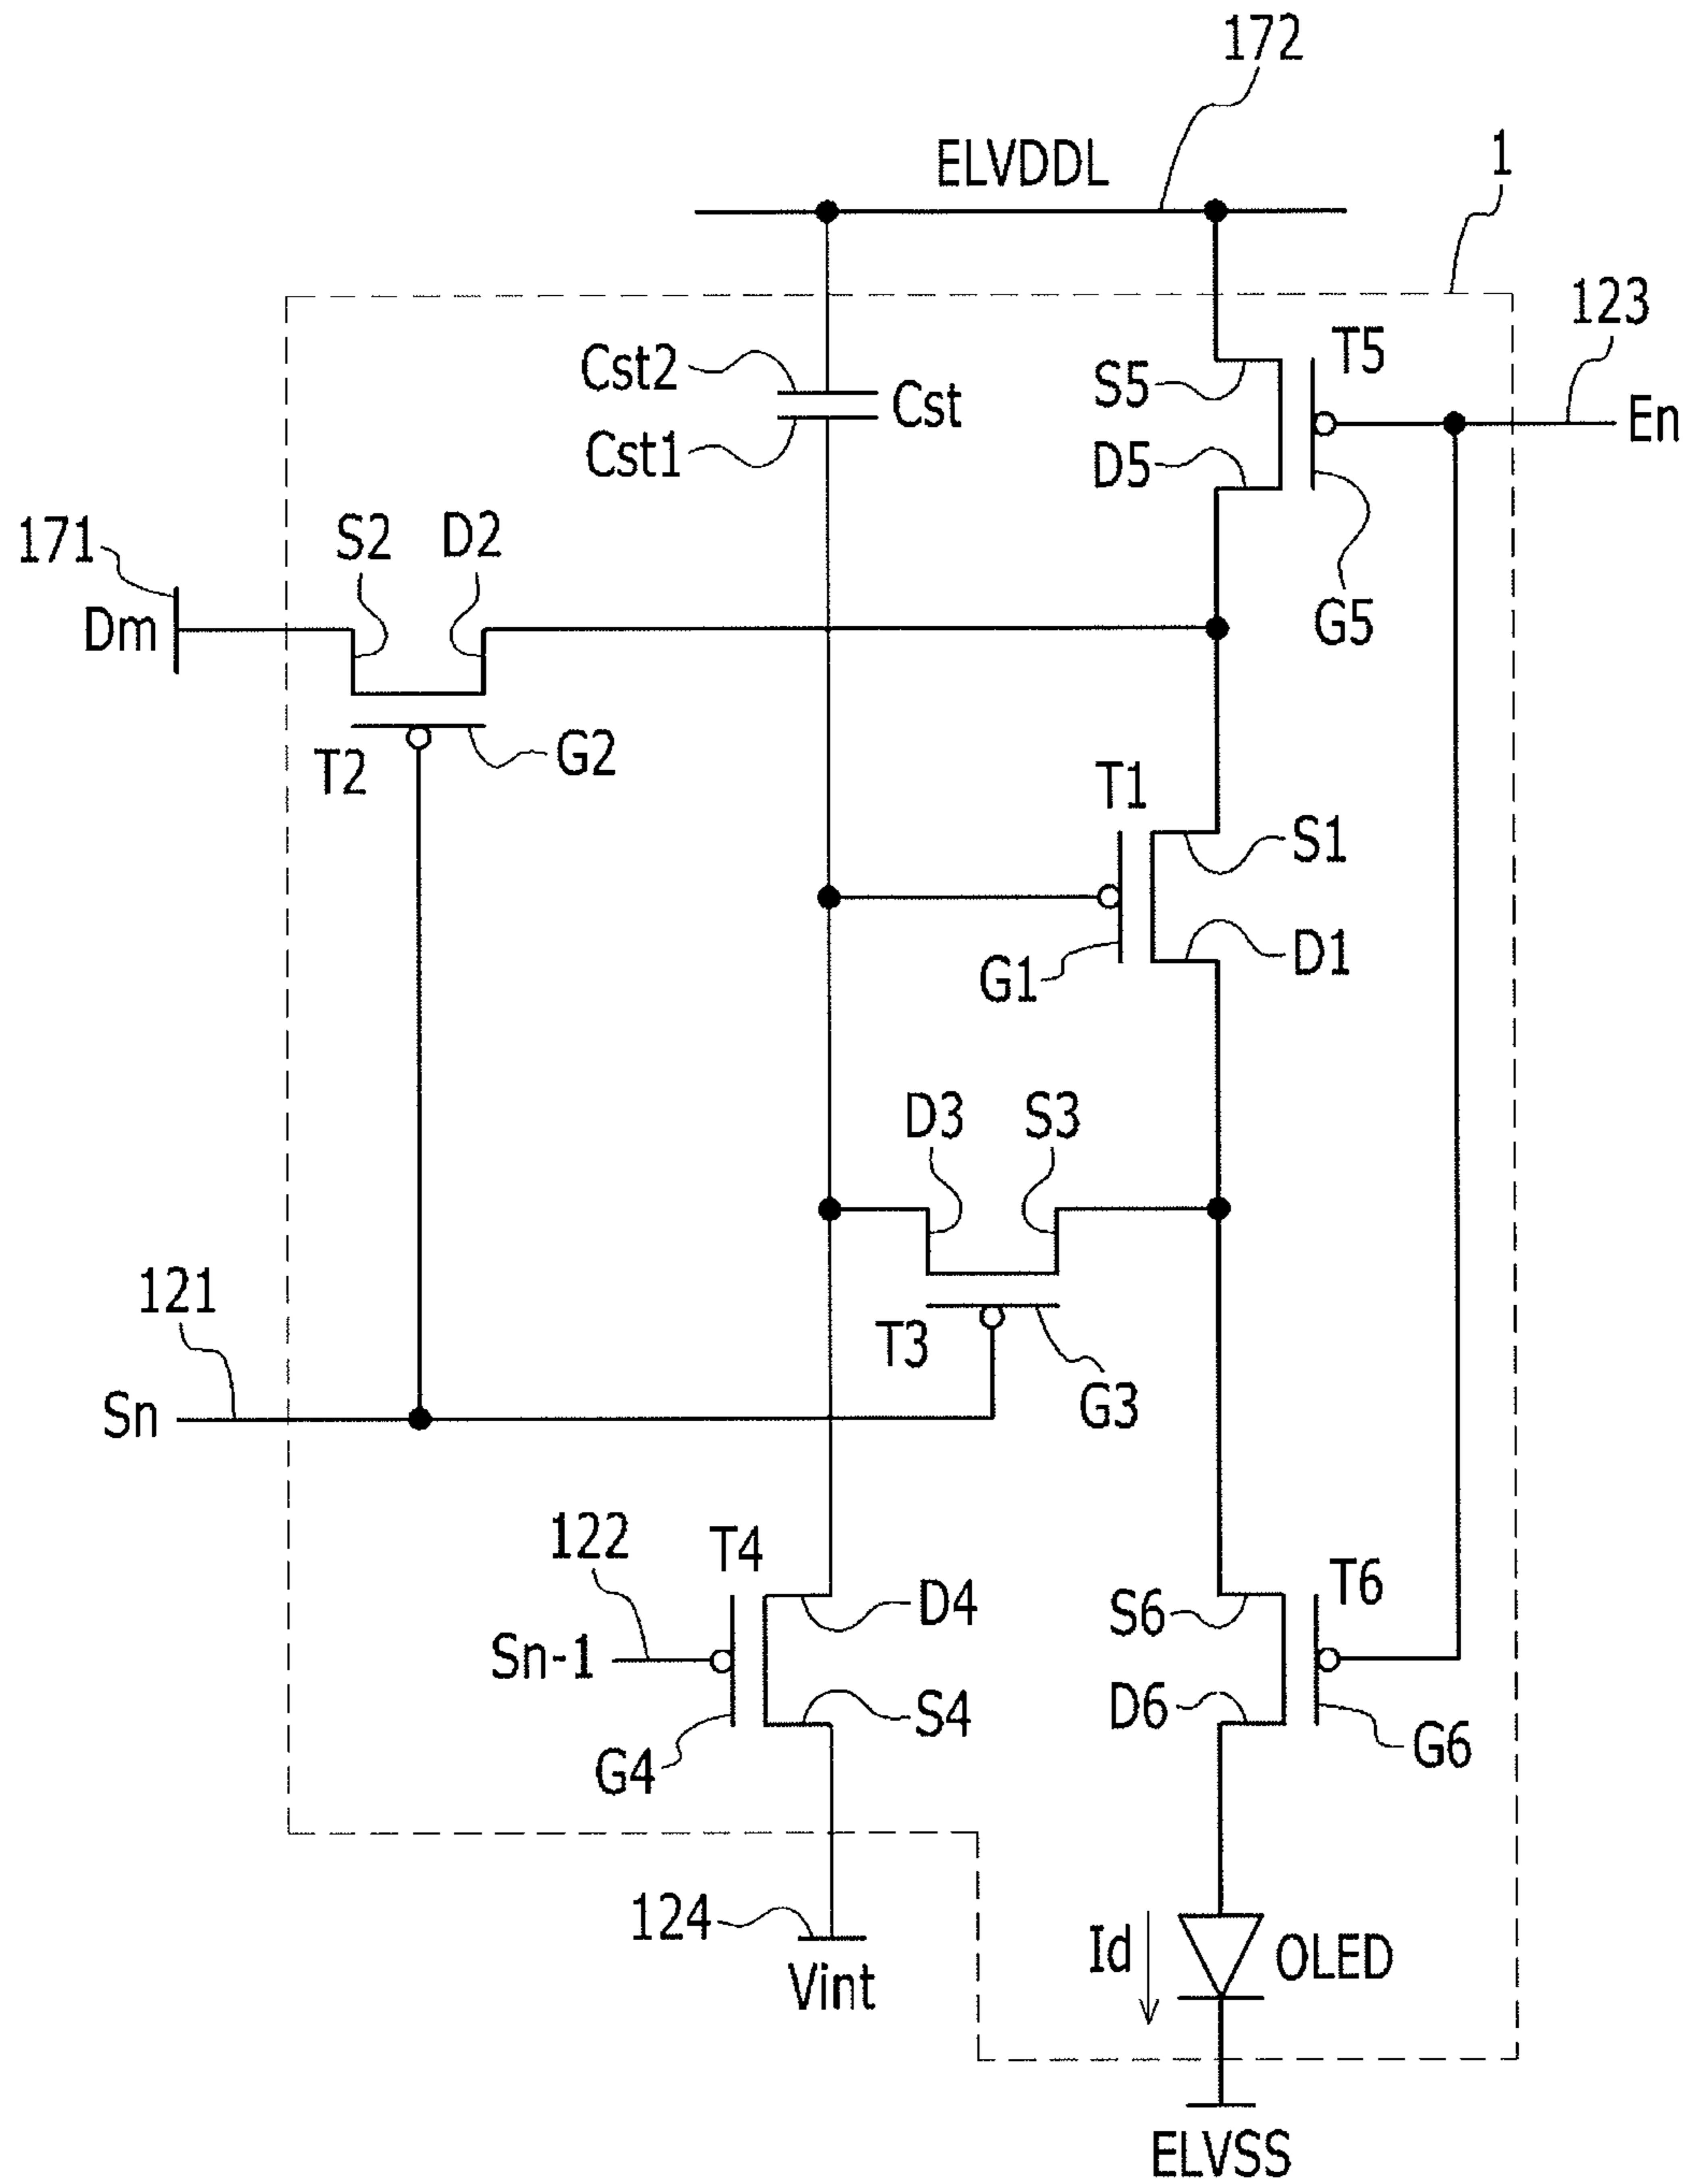 172
ELVDDL
1
123
T5
Cst2
S5
Cst
En
Cst1
D5
171
S2
D2
Dm
G5
T2
G2
T1
S1
G1
D1
D3
S3
121
T3
G3
Sn
122
T4
T6
D4
S6
Sn-1
S4
D6
G4
G6
124
Id
OLED
Vint
ELVSS